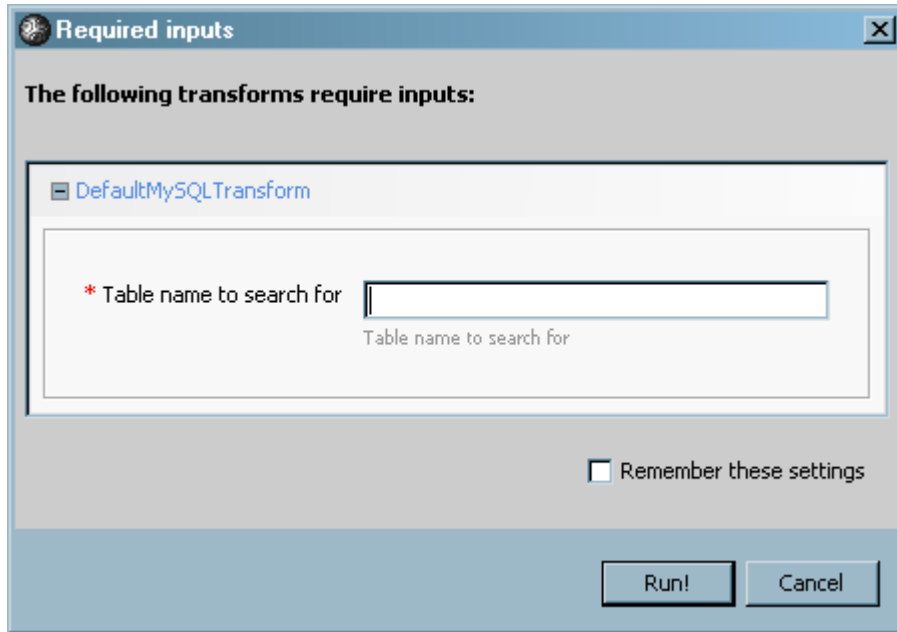 Required inputs
The following transforms require inputs:
DefaultMySQLTransform
* Table name to search for
Table name to search for
Remember these settings
Run! Cancel